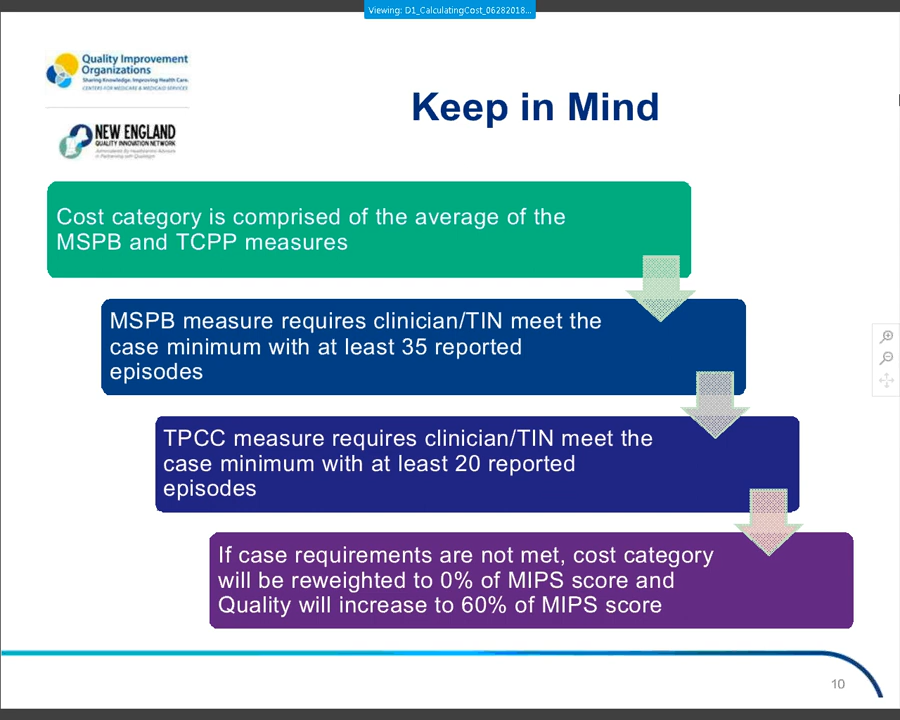 Viewing: D1_CalculatingCost_06282018...
Quality Improvement
Organizations
Sharing Knowledge. Improving Health Care.
CENTERS FOR MEDICARE & MEDICAID SERVICES
NEW ENGLAND
QUALITY INNOVATION NETWORK
Keep in Mind
Cost category is comprised of the average of the
MSPB and TCPP measures
MSPB measure requires clinician/TIN meet the
case minimum with at least 35 reported
episodes
TPCC measure requires clinician/TIN meet the
case minimum with at least 20 reported
episodes
If case requirements are not met, cost category
will be reweighted to 0% of MIPS score and
Quality will increase to 60% of MIPS score
10